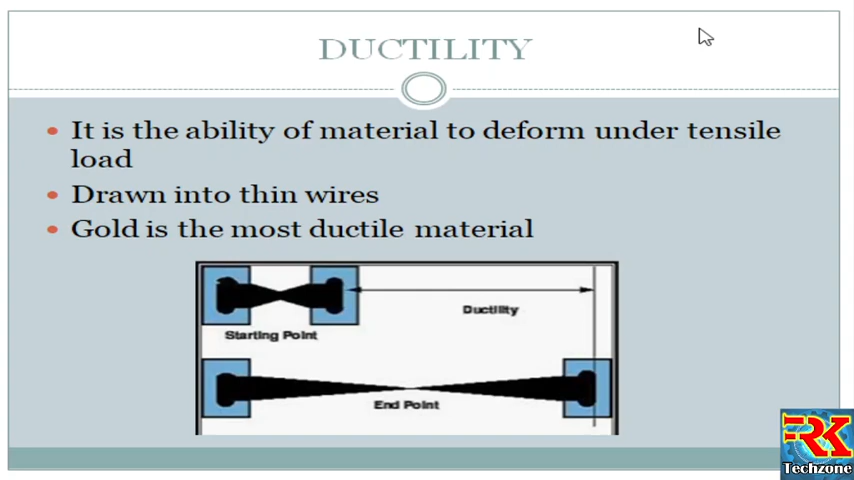 DUCTILITY
It is the ability of material to deform under tensile
load
Drawn into thin wires
Gold is the most ductile material
Ductility
Starting Point
End Point
RK
Techzone